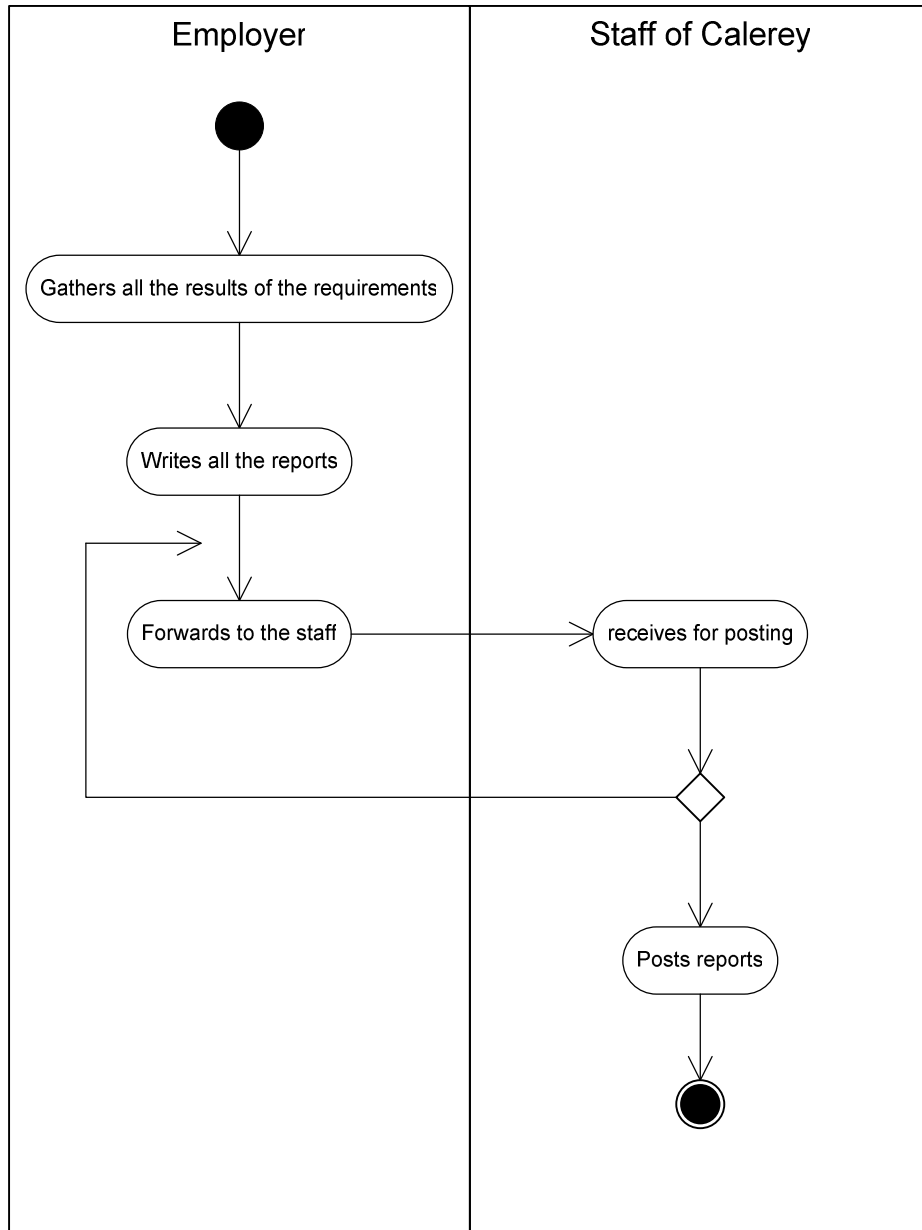 Employer
Staff of Calerey
Gathers all the results of the requirements
Writes all the reports
Forwards to the staff
receives for posting
Posts reports